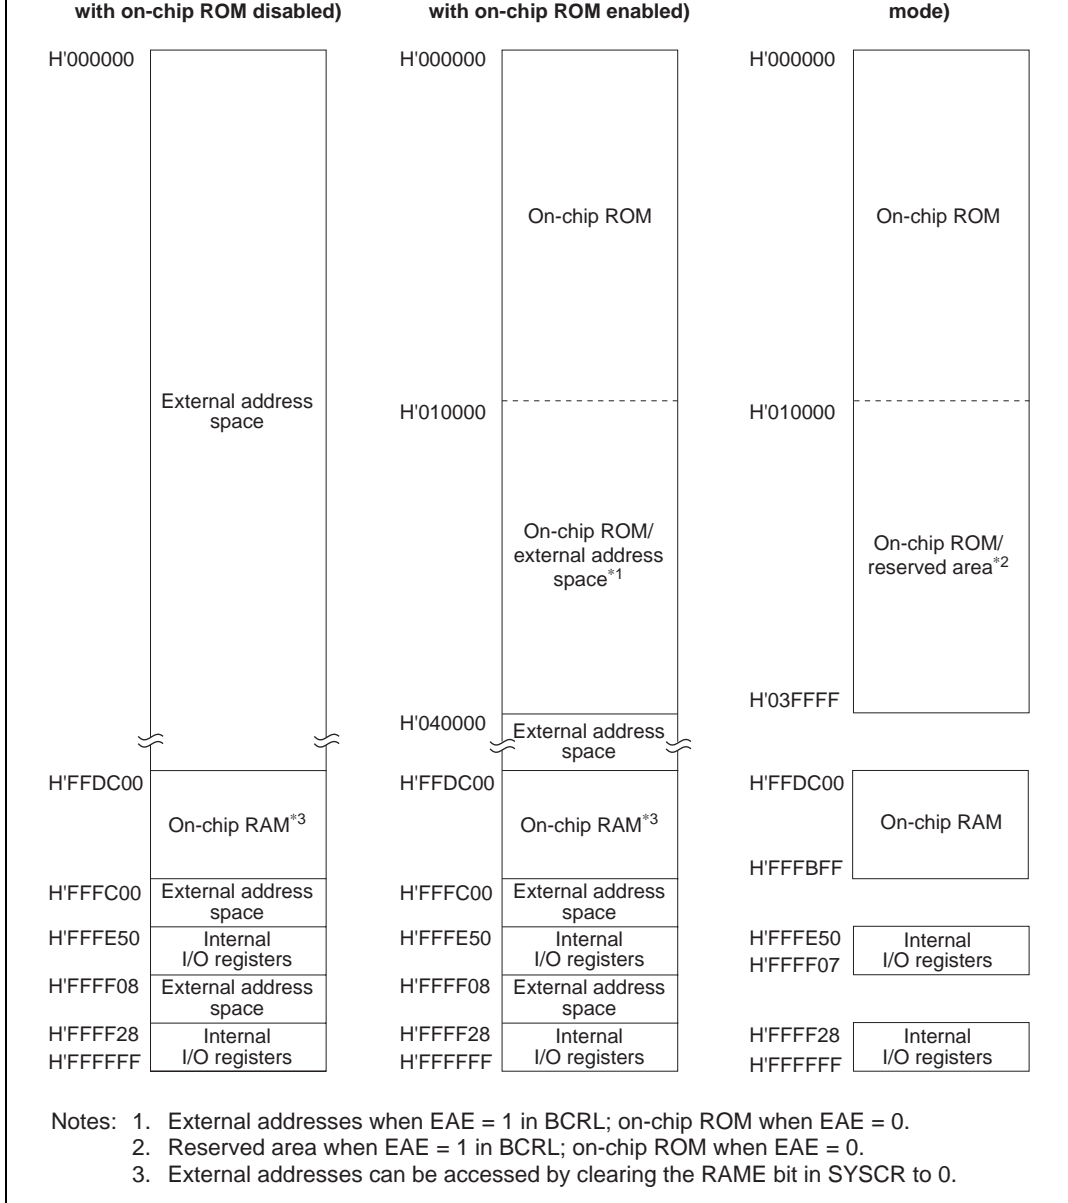 with on-chip ROM disabled)
H'000000
External address
space
H'FFDC00
On-chip RAM*3
H'FFFC00
External address
space
H'FFFE50
Internal
I/O registers
H'FFFF08
External address
space
H'FFFF28
Internal
I/O registers
H'FFFFFF
with on-chip ROM enabled)
H'000000
On-chip ROM
H'010000
On-chip ROM/
external address
space*1
H'040000
External address
space
H'FFDC00
On-chip RAM*3
H'FFFC00
External address
space
H'FFFE50
Internal
I/O registers
H'FFFF08
External address
space
H'FFFF28
Internal
I/O registers
H'FFFFFF
mode)
H'000000
On-chip ROM
H'010000
On-chip ROM/
reserved area*2
H'03FFFF
H'FFDC00
On-chip RAM
H'FFFBFF
H'FFFE50
Internal
I/O registers
H'FFFF07
H'FFFF28
Internal
I/O registers
H'FFFFFF
Notes: 1. External addresses when EAE = 1 in BCRL; on-chip ROM when EAE = 0.
2. Reserved area when EAE = 1 in BCRL; on-chip ROM when EAE = 0.
3. External addresses can be accessed by clearing the RAME bit in SYSCR to 0.